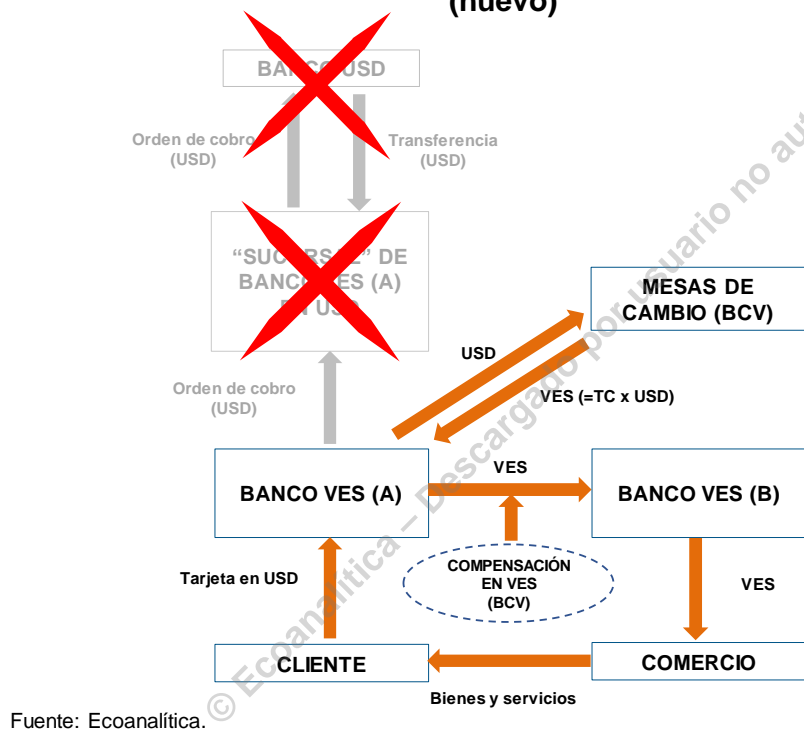 (nuevo)
BANCO USD
Orden de cobro
(USD)
Transferencia
(USD)
“SUCURSAL” DE
BANCO VES (A)
EN USD
MESAS DE
CAMBIO (BCV)
USD
Orden de cobro
(USD)
VES (=TC x USD)
VES
BANCO VES (A)
BANCO VES (B)
COMPENSACIÓN
EN VES
(BCV)
Tarjeta en USD
VES
CLIENTE
COMERCIO
Bienes y servicios
Fuente: Ecoanalítica.
© Ecoanalítica – Descargado por usuario no